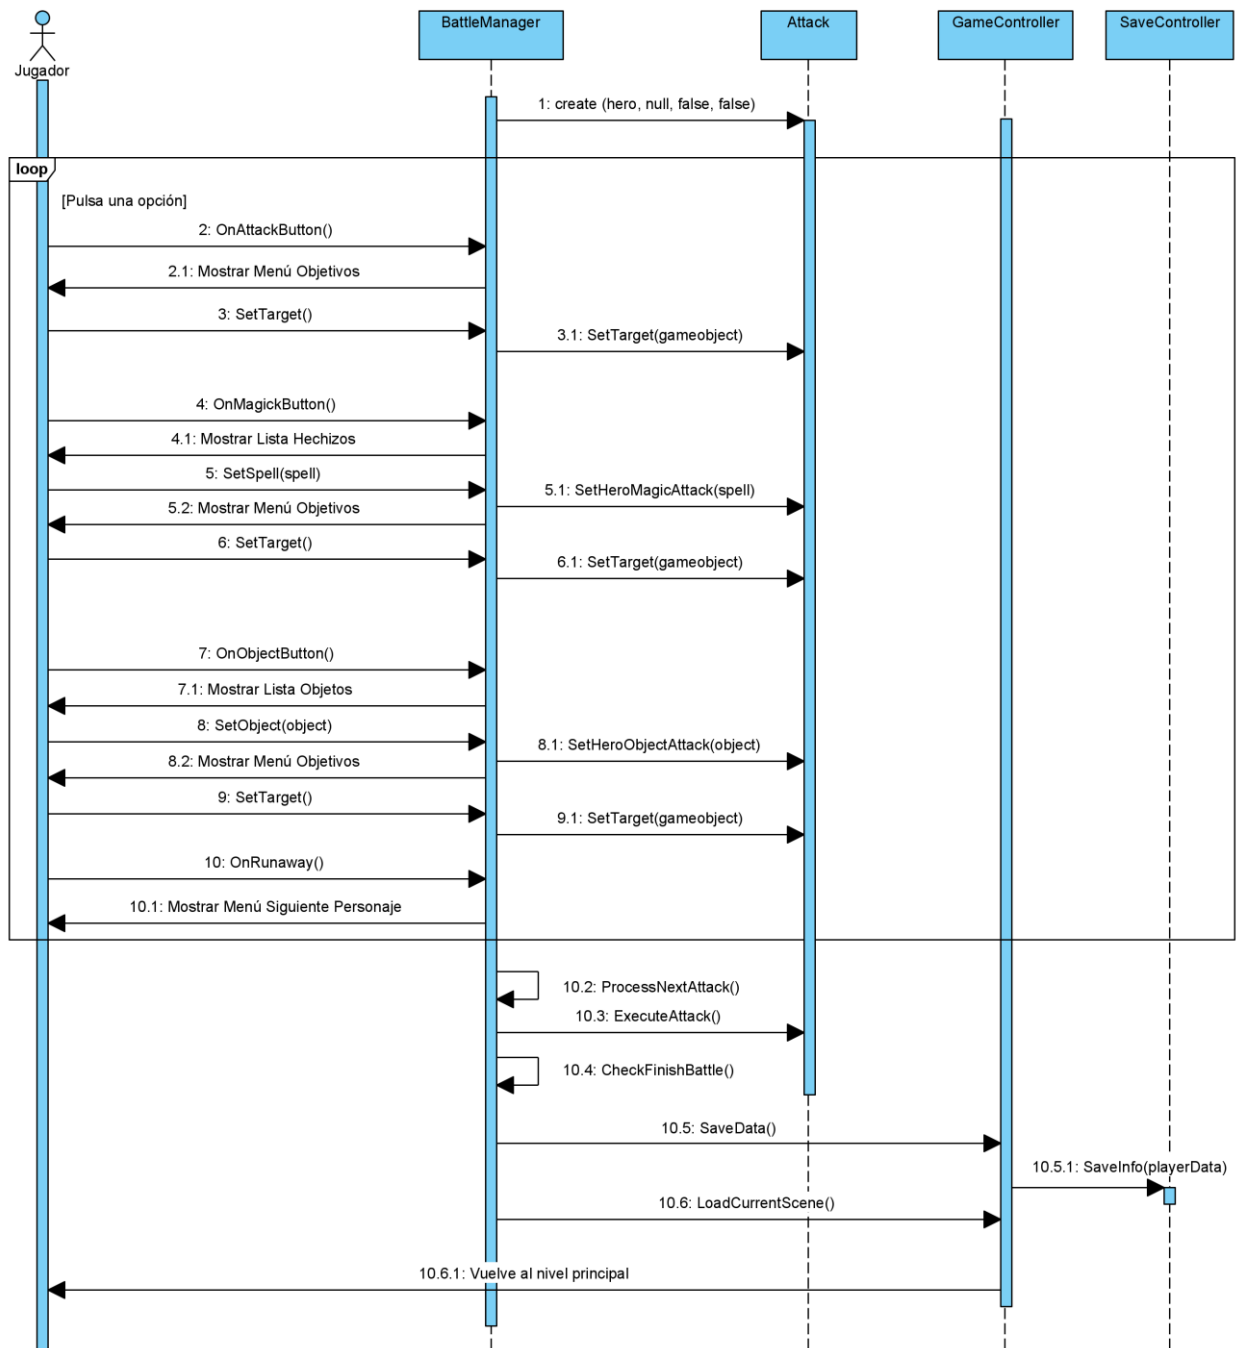 Jugador
BattleManager
Attack
GameController
SaveController
1: create (hero, null, false, false)
loop
[Pulsa una opción]
2: OnAttackButton()
2.1: Mostrar Menú Objetivos
3: SetTarget()
3.1: SetTarget(gameobject)
4: OnMagickButton()
4.1: Mostrar Lista Hechizos
5: SetSpell(spell)
5.1: SetHeroMagicAttack(spell)
5.2: Mostrar Menú Objetivos
6: SetTarget()
6.1: SetTarget(gameobject)
7: OnObjectButton()
7.1: Mostrar Lista Objetos
8: SetObject(object)
8.1: SetHeroObjectAttack(object)
8.2: Mostrar Menú Objetivos
9: SetTarget()
9.1: SetTarget(gameobject)
10: OnRunaway()
10.1: Mostrar Menú Siguiente Personaje
10.2: ProcessNextAttack()
10.3: ExecuteAttack()
10.4: CheckFinishBattle()
10.5: SaveData()
10.5.1: SaveInfo(playerData)
10.6: LoadCurrentScene()
10.6.1: Vuelve al nivel principal